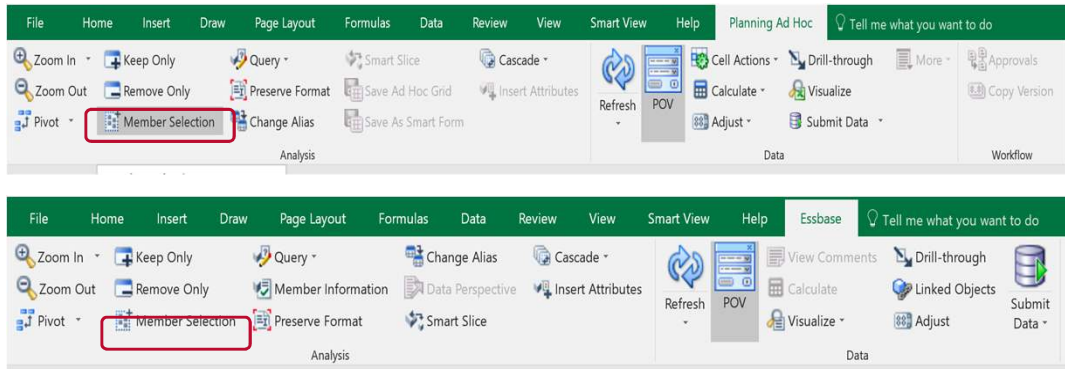 File Home Insert Draw Page Layout Formulas Data Review View Smart View Help Planning Ad Hoc Tell me what you want to do
Zoom In Keep Only Query Smart Slice Cascade Cell Actions Drill-through More Approvals
Zoom Out Remove Only Preserve Format Save Ad Hoc Grid Insert Attributes Refresh POV Calculate Visualize Copy Version
Pivot Member Selection Change Alias Save As Smart Form Adjust Submit Data
Analysis Data Workflow
File Home Insert Draw Page Layout Formulas Data Review View Smart View Help Essbase Tell me what you want to do
Zoom In Keep Only Query Change Alias Cascade View Comments Drill-through
Zoom Out Remove Only Member Information Data Perspective Insert Attributes Refresh POV Calculate Linked Objects Submit
Pivot Member Selection Preserve Format Smart Slice Visualize Adjust Data
Analysis Data